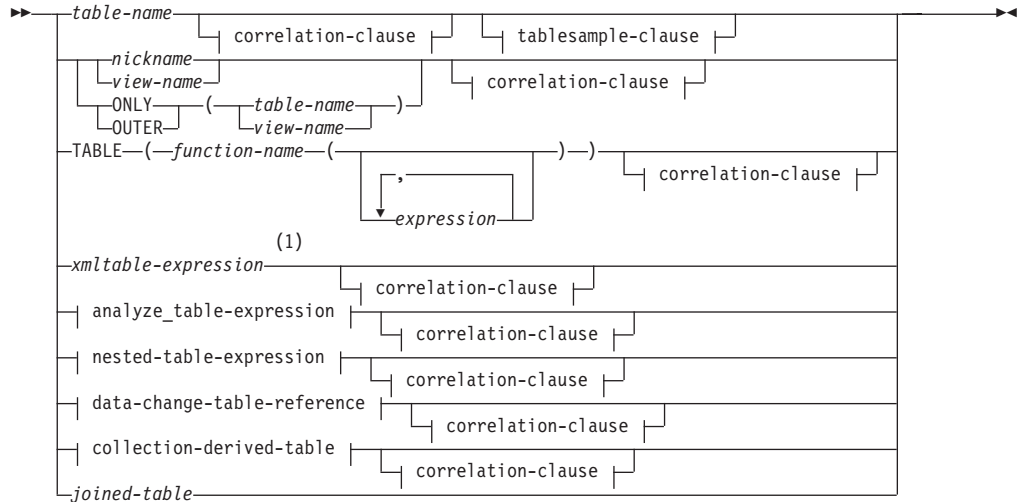 table-name
correlation-clause tablesample-clause
nickname
view-name correlation-clause
ONLY ( table-name )
OUTER view-name
TABLE ( function-name ( ) )
, correlation-clause
expression
(1)
xmltable-expression
correlation-clause
analyze_table-expression
correlation-clause
nested-table-expression
correlation-clause
data-change-table-reference
correlation-clause
collection-derived-table
correlation-clause
joined-table